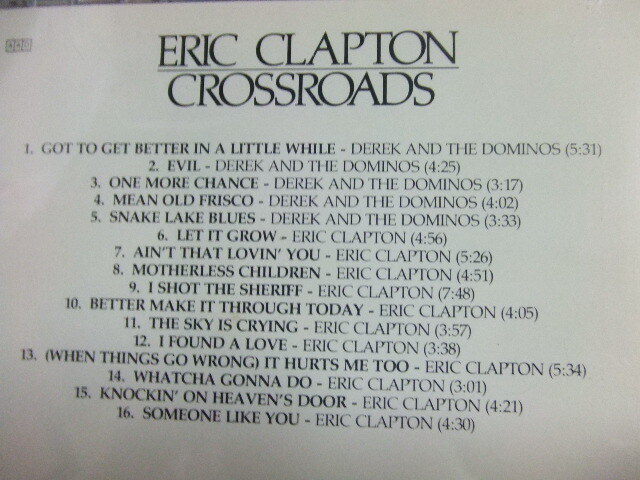 AAD
ERIC CLAPTON
CROSSROADS
1. GOT TO GET BETTER IN A LITTLE WHILE - DEREK AND THE DOMINOS (5:31)
2. EVIL - DEREK AND THE DOMINOS (4:25)
3. ONE MORE CHANCE - DEREK AND THE DOMINOS (3:17)
4. MEAN OLD FRISCO - DEREK AND THE DOMINOS (4:02)
5. SNAKE LAKE BLUES - DEREK AND THE DOMINOS (3:33)
6. LET IT GROW - ERIC CLAPTON (4:56)
7. AIN'T THAT LOVIN' YOU - ERIC CLAPTON (5:26)
8. MOTHERLESS CHILDREN - ERIC CLAPTON (4:51)
9. I SHOT THE SHERIFF - ERIC CLAPTON (7:48)
10. BETTER MAKE IT THROUGH TODAY - ERIC CLAPTON (4:05)
11. THE SKY IS CRYING - ERIC CLAPTON (3:57)
12. I FOUND A LOVE - ERIC CLAPTON (3:38)
13. (WHEN THINGS GO WRONG) IT HURTS ME TOO - ERIC CLAPTON (5:34)
14. WHATCHA GONNA DO - ERIC CLAPTON (3:01)
15. KNOCKIN' ON HEAVEN'S DOOR - ERIC CLAPTON (4:21)
16. SOMEONE LIKE YOU - ERIC CLAPTON (4:30)